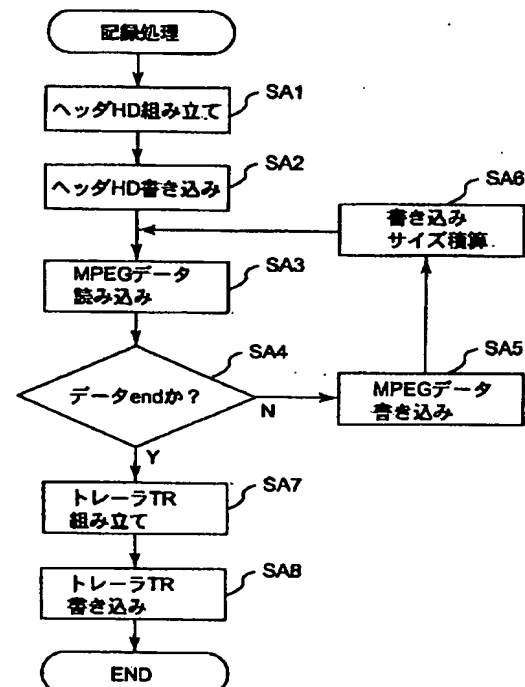 記録処理
SA1
ヘッダHD組み立て
SA2
ヘッダHD書き込み
SA6
書き込み
サイズ積算
SA3
MPEGデータ
読み込み
SA4
データendか?
N
SA5
MPEGデータ
書き込み
Y
SA7
トレーラTR
組み立て
SA8
トレーラTR
書き込み
END